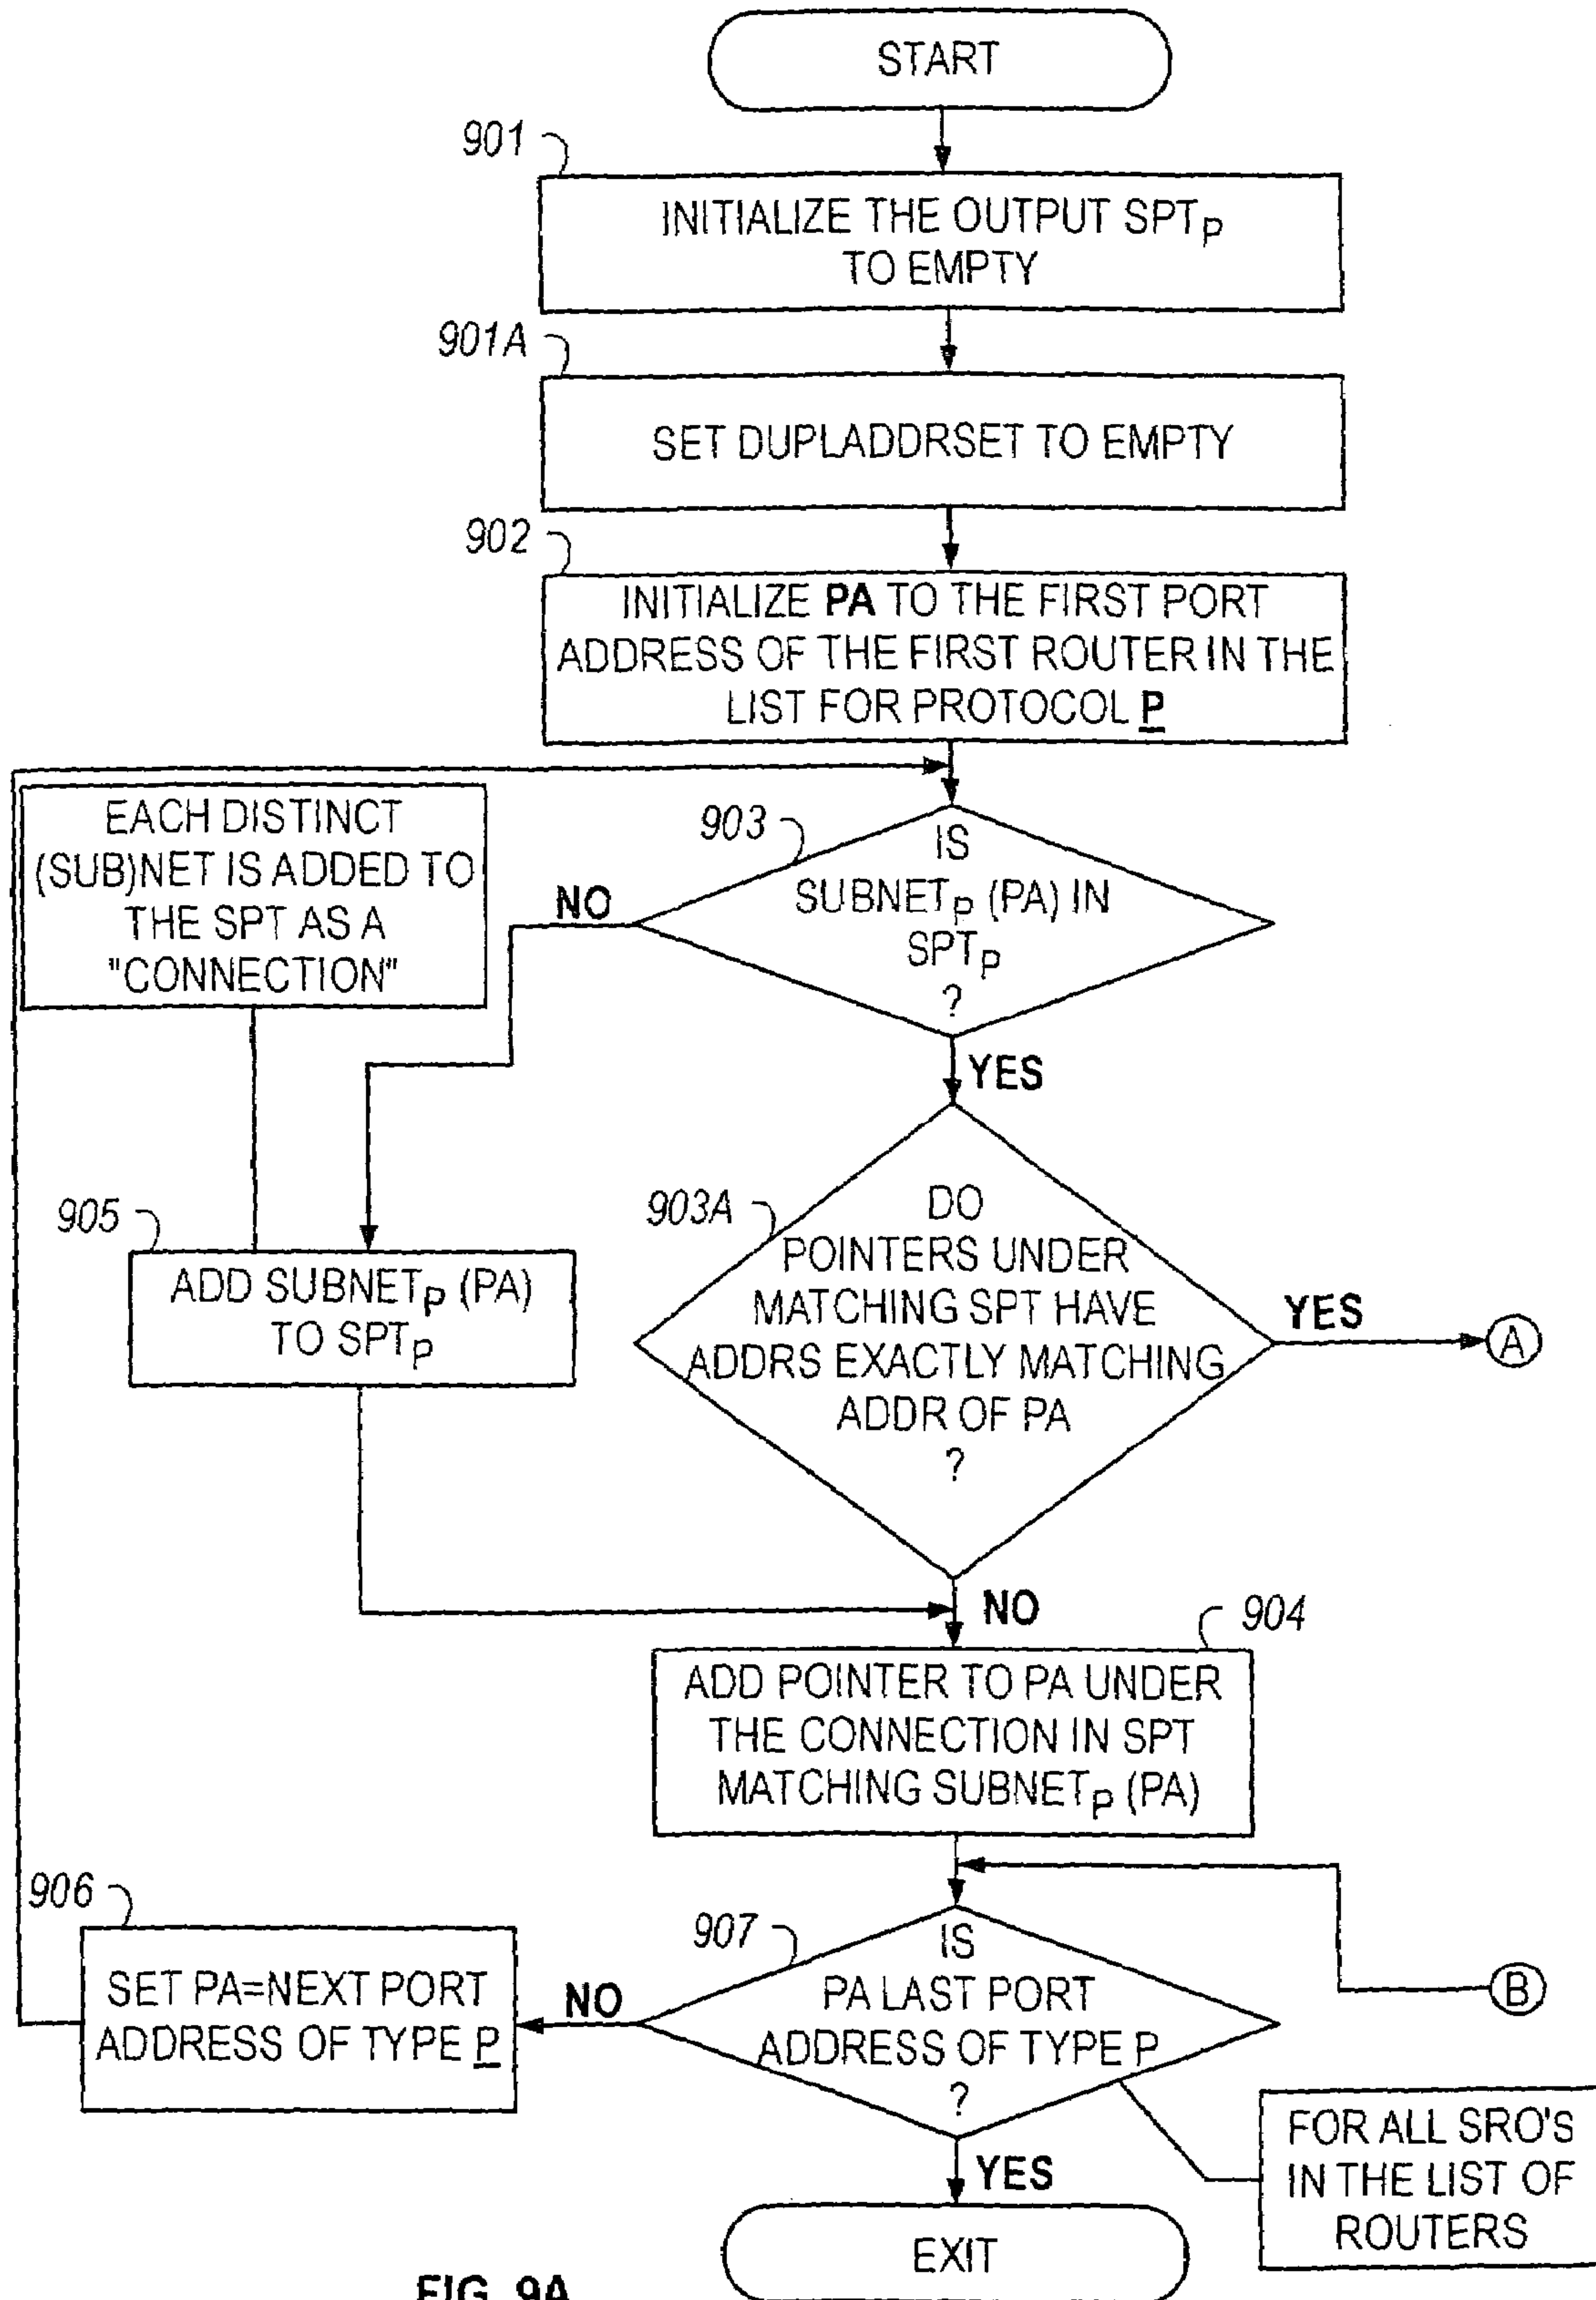 START
901
INITIALIZE THE OUTPUT SPTP
TO EMPTY
901A
SET DUPLADDRSET TO EMPTY
902
INITIALIZE PA TO THE FIRST PORT
ADDRESS OF THE FIRST ROUTER IN THE
LIST FOR PROTOCOL P
EACH DISTINCT
(SUB)NET IS ADDED TO
THE SPT AS A
"CONNECTION"
903
IS
SUBNETP (PA) IN
SPTP
?
NO
YES
903A
DO
POINTERS UNDER
MATCHING SPT HAVE
ADDRS EXACTLY MATCHING
ADDR OF PA
?
YES
A
905
ADD SUBNETP (PA)
TO SPTP
NO
904
ADD POINTER TO PA UNDER
THE CONNECTION IN SPT
MATCHING SUBNETP (PA)
906
SET PA=NEXT PORT
ADDRESS OF TYPE P
NO
907
IS
PA LAST PORT
ADDRESS OF TYPE P
?
B
YES
FOR ALL SRO'S
IN THE LIST OF
ROUTERS
EXIT
FIG. 9A